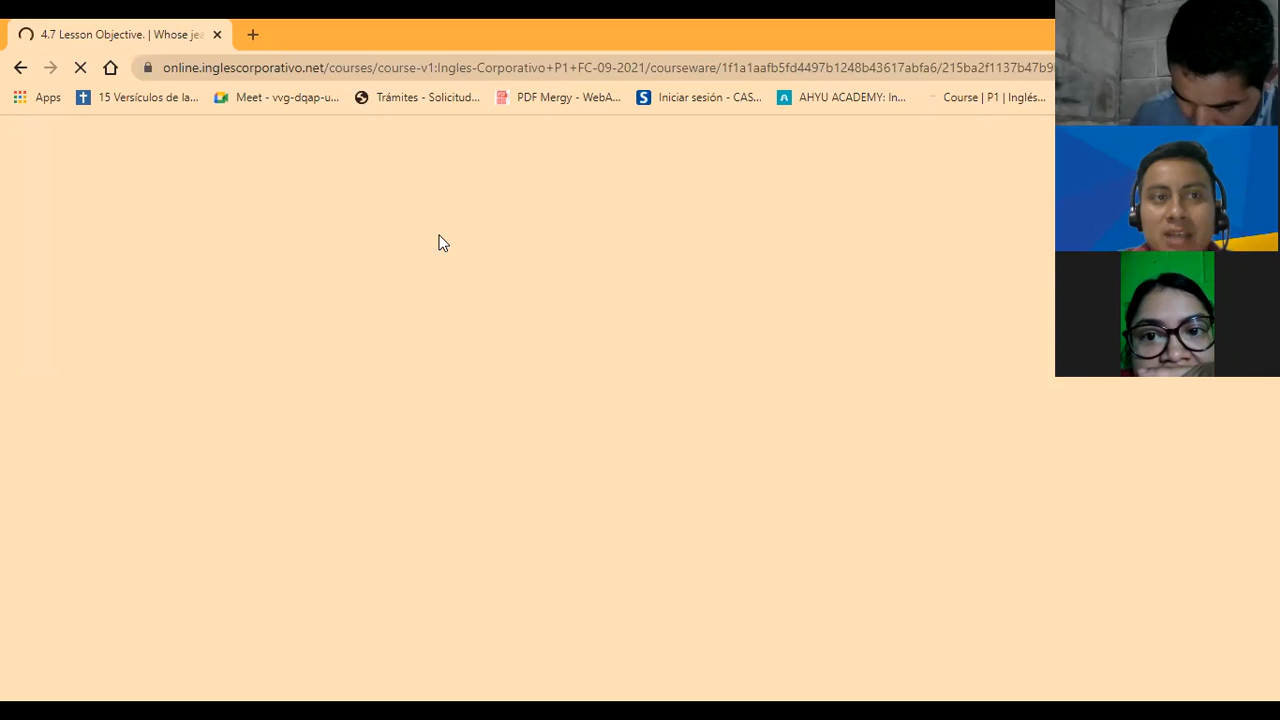 4.7 Lesson Objective. | Whose jea
online.inglescorporativo.net/courses/course-v1:Ingles-Corporativo+P1+FC-09-2021/courseware/1f1a1aafb5fd4497b1248b43617abfa6/215ba2f1137b47b9
Apps 15 Versículos de la... Meet - vvg-dqap-u... Trámites - Solicitud... PDF Mergy - WebA... Iniciar sesión - CAS... AHYU ACADEMY: In... Course | P1 | Inglés...